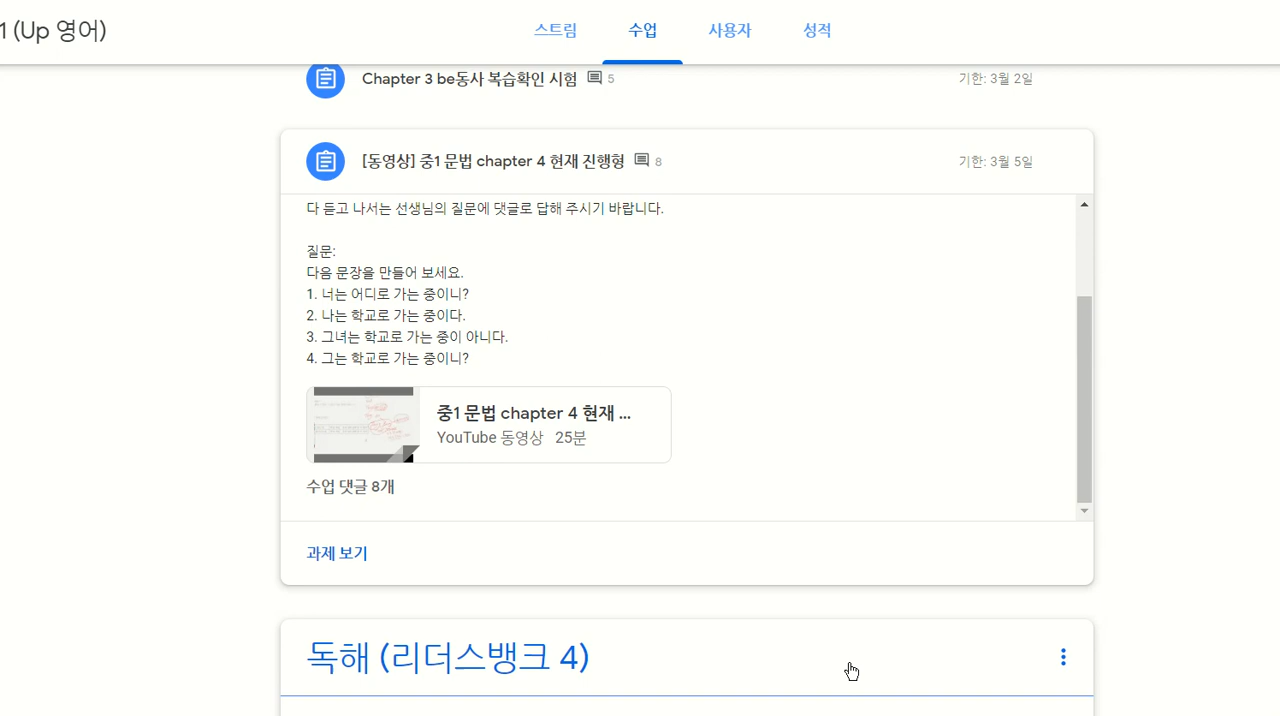 1 (Up 영어)
스트림 수업 사용자 성적
Chapter 3 be동사 복습확인 시험 5 기한: 3월 2일
[동영상] 중1 문법 chapter 4 현재 진행형 8 기한: 3월 5일
다 듣고 나서는 선생님의 질문에 댓글로 답해 주시기 바랍니다.
질문:
다음 문장을 만들어 보세요.
1. 너는 어디로 가는 중이니?
2. 나는 학교로 가는 중이다.
3. 그녀는 학교로 가는 중이 아니다.
4. 그는 학교로 가는 중이니?
중1 문법 chapter 4 현재 ...
YouTube 동영상 25분
수업 댓글 8개
과제 보기
독해 (리더스뱅크 4)